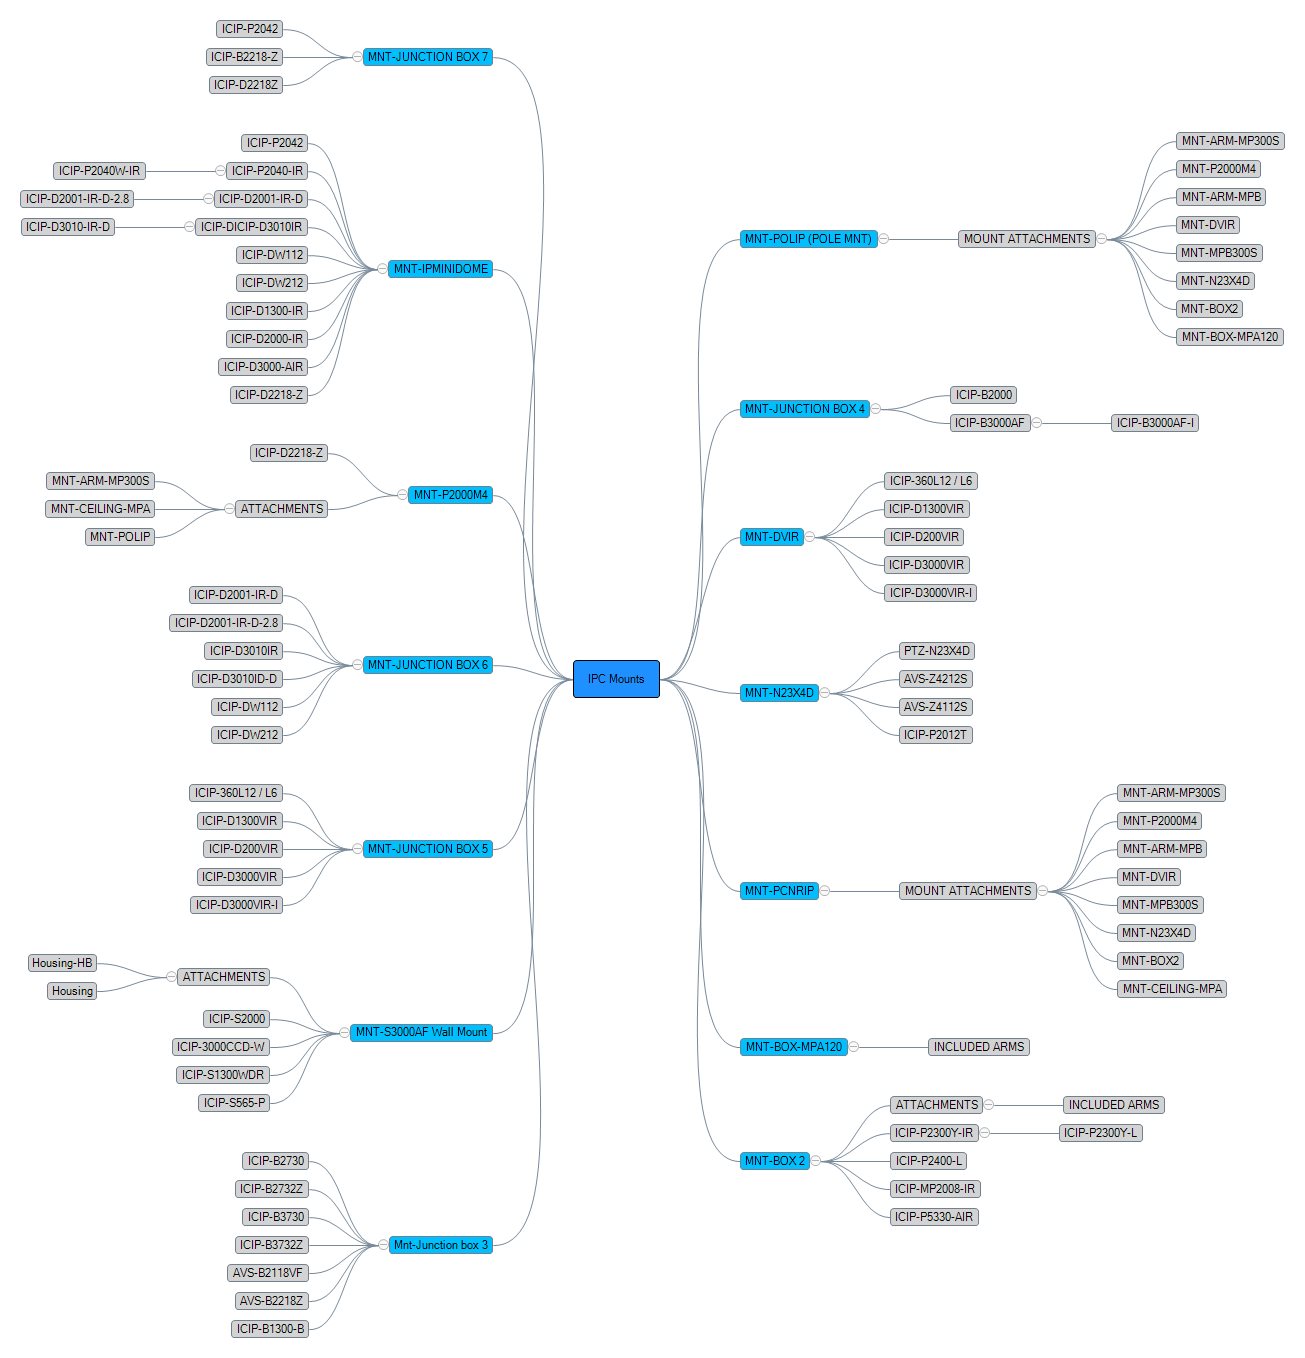 IPC Mounts
MNT-JUNCTION BOX 7
ICIP-P2042
ICIP-B2218-Z
ICIP-D2218Z
MNT-IPMINIDOME
ICIP-P2042
ICIP-P2040-IR
ICIP-P2040W-IR
ICIP-D2001-IR-D
ICIP-D2001-IR-D-2.8
ICIP-DICIP-D3010IR
ICIP-D3010-IR-D
ICIP-DW112
ICIP-DW212
ICIP-D1300-IR
ICIP-D2000-IR
ICIP-D3000-AIR
ICIP-D2218-Z
MNT-P2000M4
ICIP-D2218-Z
ATTACHMENTS
MNT-ARM-MP300S
MNT-CEILING-MPA
MNT-POLIP
MNT-JUNCTION BOX 6
ICIP-D2001-IR-D
ICIP-D2001-IR-D-2.8
ICIP-D3010IR
ICIP-D3010ID-D
ICIP-DW112
ICIP-DW212
MNT-JUNCTION BOX 5
ICIP-360L12 / L6
ICIP-D1300VIR
ICIP-D200VIR
ICIP-D3000VIR
ICIP-D3000VIR-I
MNT-S3000AF Wall Mount
ATTACHMENTS
Housing-HB
Housing
ICIP-S2000
ICIP-3000CCD-W
ICIP-S1300WDR
ICIP-S565-P
Mnt-Junction box 3
ICIP-B2730
ICIP-B2732Z
ICIP-B3730
ICIP-B3732Z
AVS-B2118VF
AVS-B2218Z
ICIP-B1300-B
MNT-POLIP (POLE MNT)
MOUNT ATTACHMENTS
MNT-ARM-MP300S
MNT-P2000M4
MNT-ARM-MPB
MNT-DVIR
MNT-MPB300S
MNT-N23X4D
MNT-BOX2
MNT-BOX-MPA120
MNT-JUNCTION BOX 4
ICIP-B2000
ICIP-B3000AF
ICIP-B3000AF-I
MNT-DVIR
ICIP-360L12 / L6
ICIP-D1300VIR
ICIP-D200VIR
ICIP-D3000VIR
ICIP-D3000VIR-I
MNT-N23X4D
PTZ-N23X4D
AVS-Z4212S
AVS-Z4112S
ICIP-P2012T
MNT-PCNRIP
MOUNT ATTACHMENTS
MNT-ARM-MP300S
MNT-P2000M4
MNT-ARM-MPB
MNT-DVIR
MNT-MPB300S
MNT-N23X4D
MNT-BOX2
MNT-CEILING-MPA
MNT-BOX-MPA120
INCLUDED ARMS
MNT-BOX 2
ATTACHMENTS
INCLUDED ARMS
ICIP-P2300Y-IR
ICIP-P2300Y-L
ICIP-P2400-L
ICIP-MP2008-IR
ICIP-P5330-AIR